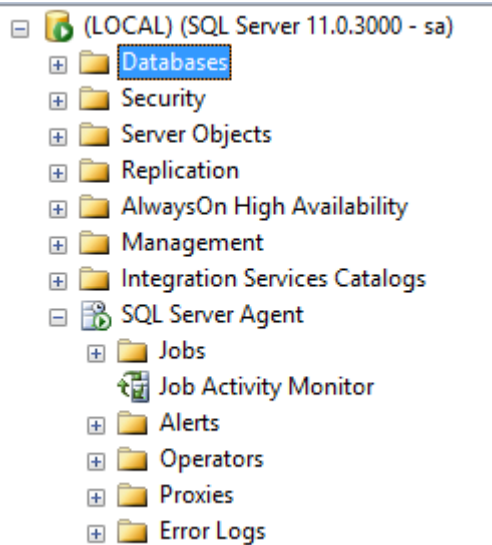 (LOCAL) (SQL Server 11.0.3000 - sa)
Databases
Security
Server Objects
Replication
AlwaysOn High Availability
Management
Integration Services Catalogs
SQL Server Agent
Jobs
Job Activity Monitor
Alerts
Operators
Proxies
Error Logs